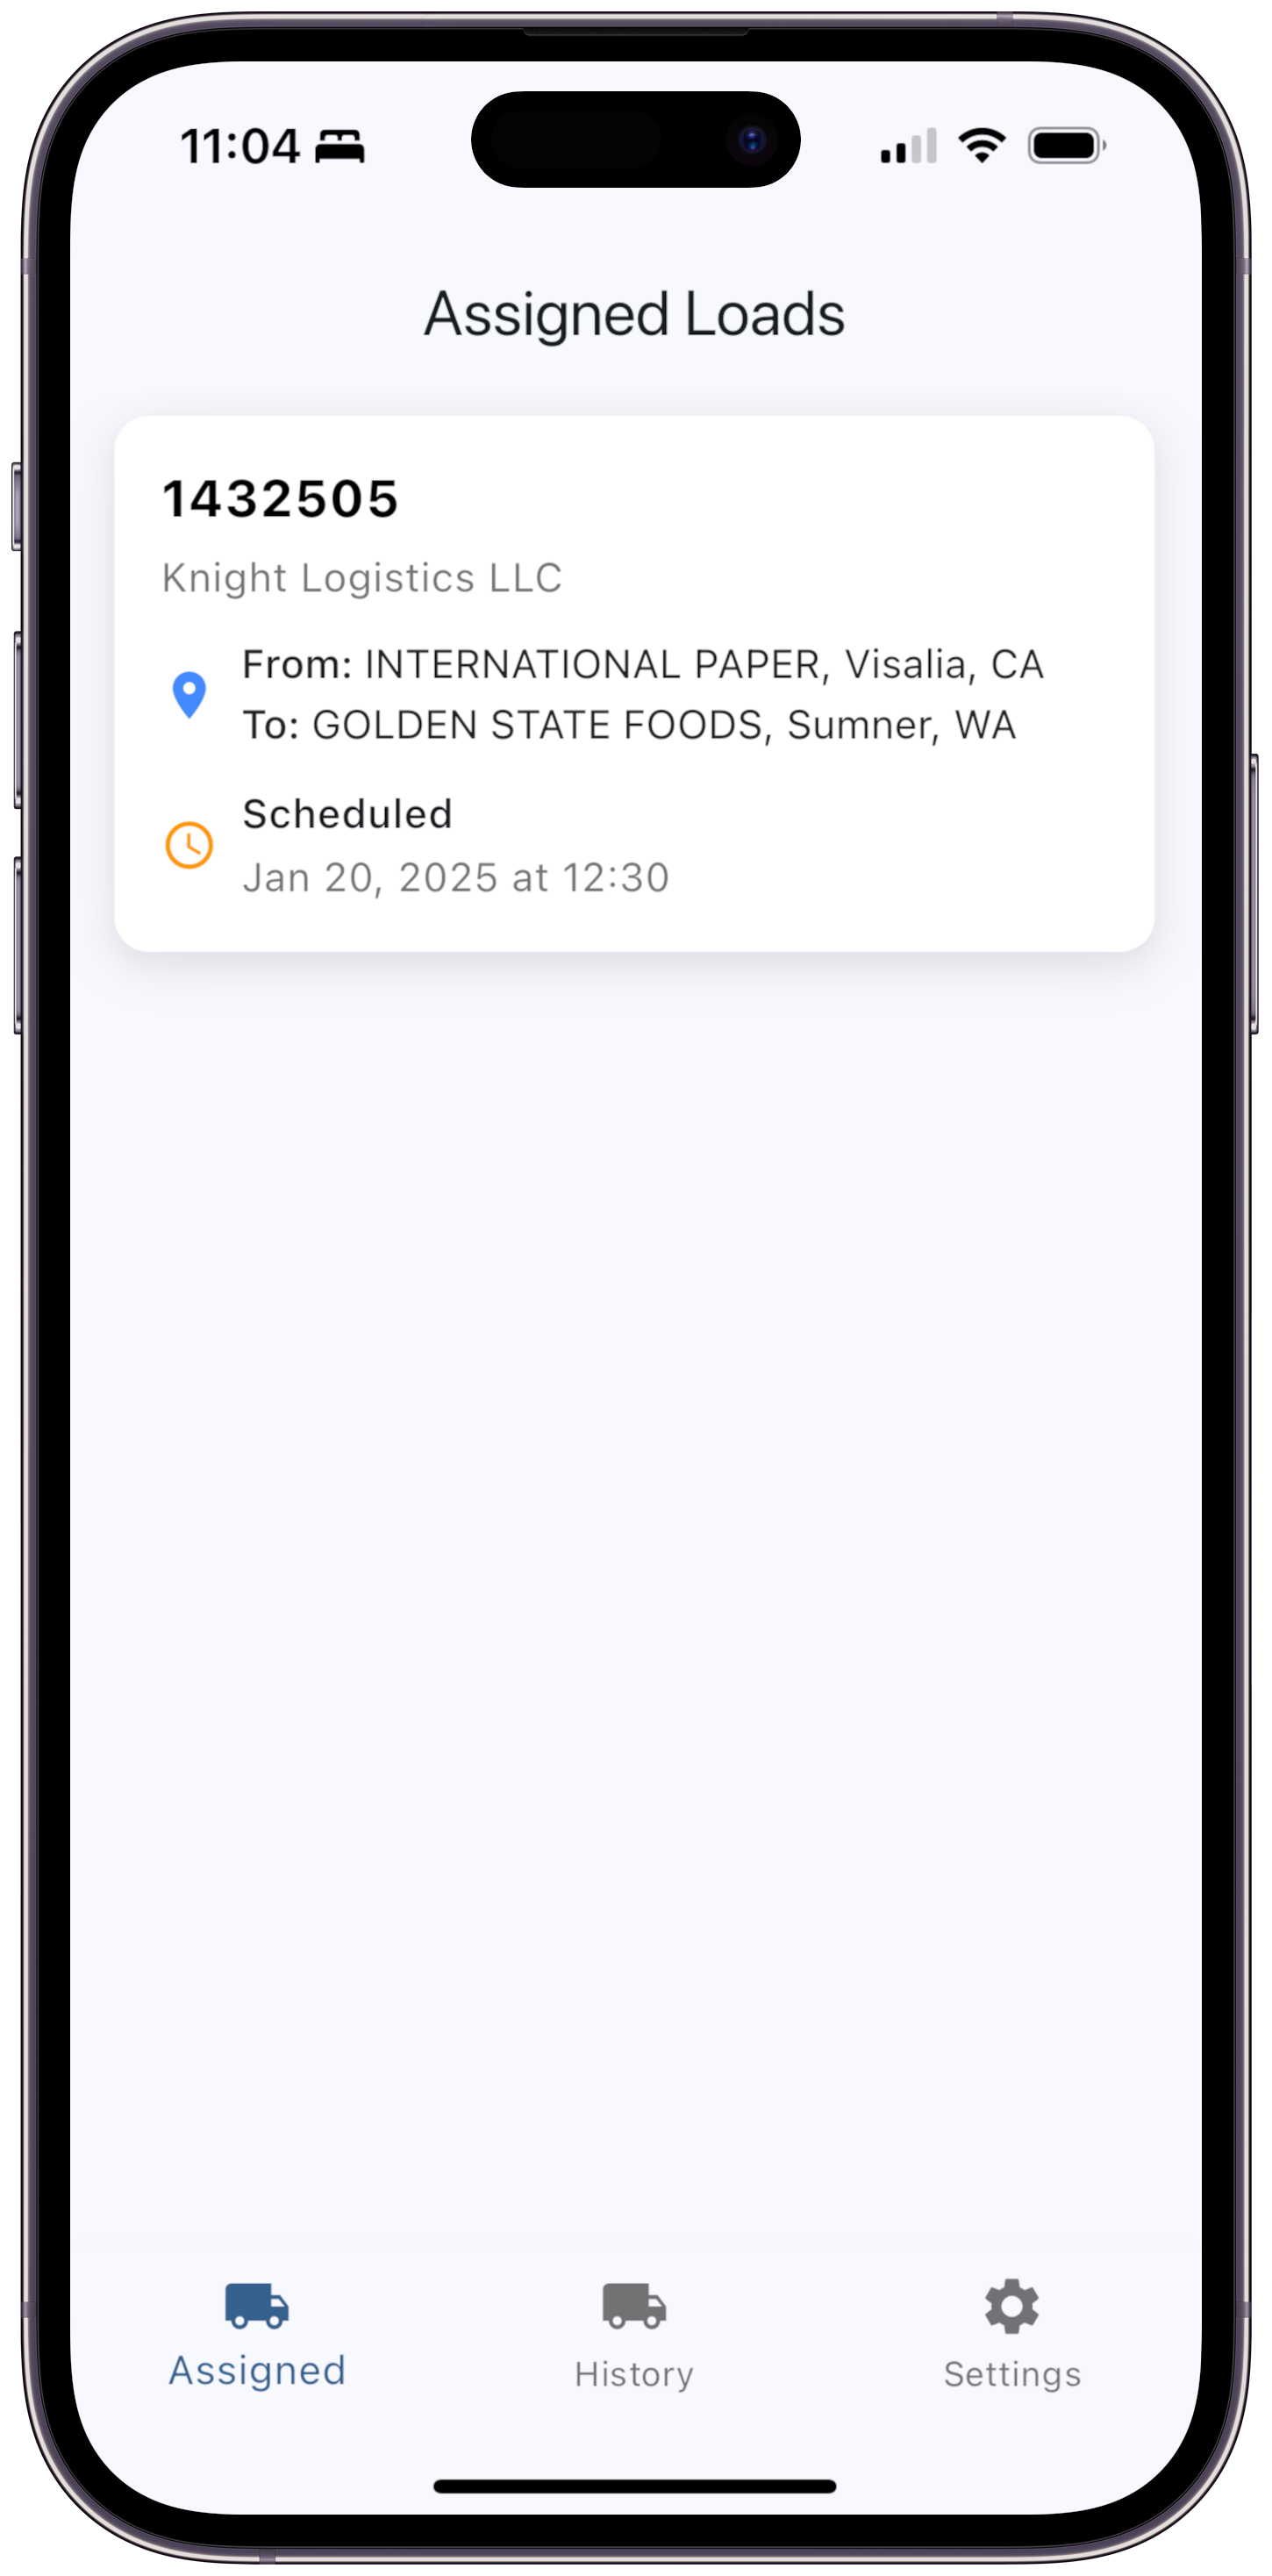 11:04
Assigned Loads
1432505
Knight Logistics LLC
From: INTERNATIONAL PAPER, Visalia, CA
To: GOLDEN STATE FOODS, Sumner, WA
Scheduled
Jan 20, 2025 at 12:30
Assigned
History
Settings